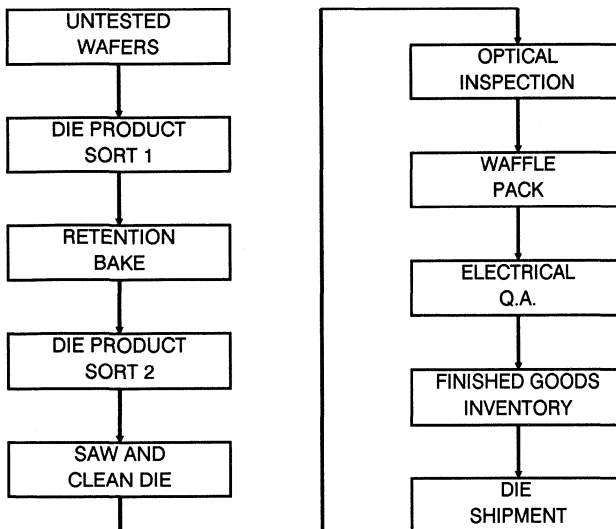 UNTESTED
WAFERS
DIE PRODUCT
SORT 1
RETENTION
BAKE
DIE PRODUCT
SORT 2
SAW AND
CLEAN DIE
OPTICAL
INSPECTION
WAFFLE
PACK
ELECTRICAL
Q.A.
FINISHED GOODS
INVENTORY
DIE
SHIPMENT